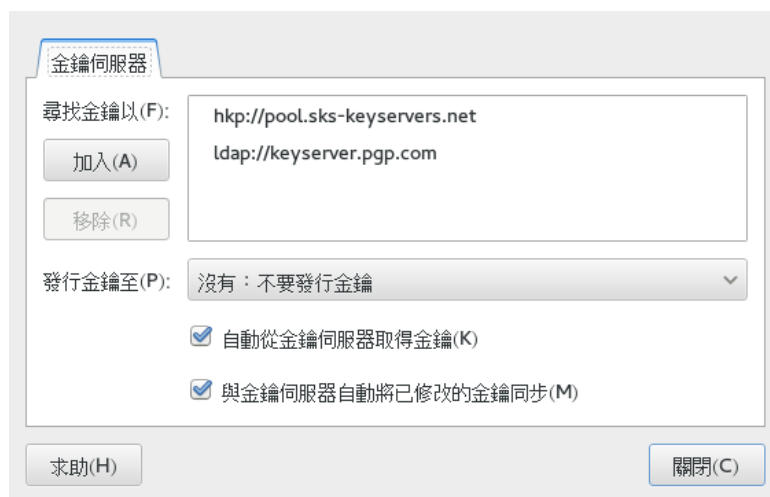 金鑰伺服器
尋找金鑰以(F):
hkp://pool.sks-keyservers.net
加入(A)
ldap://keyserver.pgp.com
移除(R)
發行金鑰至(P):
沒有：不要發行金鑰
自動從金鑰伺服器取得金鑰(K)
與金鑰伺服器自動將已修改的金鑰同步(M)
求助(H)
關閉(C)